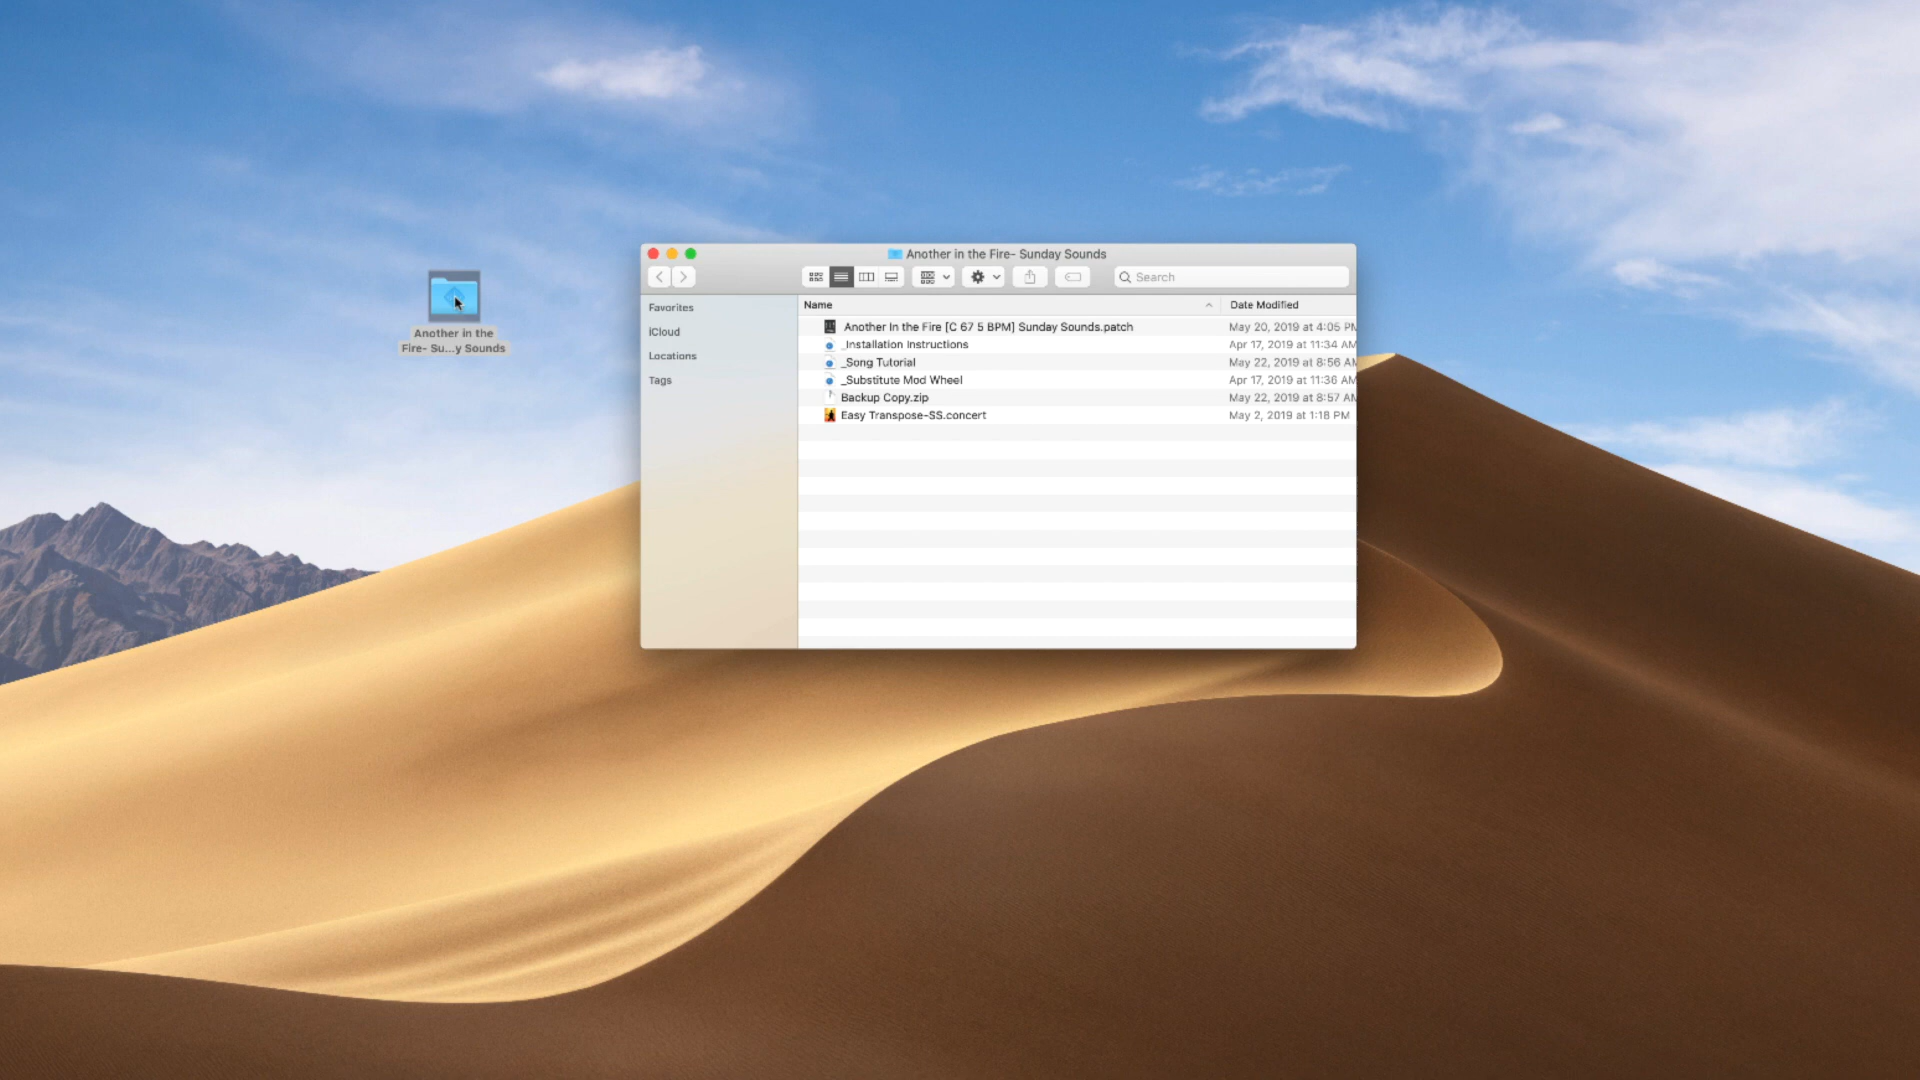 Another in the
Fire- Su...y Sounds
Another in the Fire- Sunday Sounds
Search
Favorites
iCloud
Locations
Tags
Name
Date Modified
Another In the Fire [C 67 5 BPM] Sunday Sounds.patch
May 20, 2019 at 4:05 PM
_Installation Instructions
Apr 17, 2019 at 11:34 AM
_Song Tutorial
May 22, 2019 at 8:56 AM
_Substitute Mod Wheel
Apr 17, 2019 at 11:36 AM
Backup Copy.zip
May 22, 2019 at 8:57 AM
Easy Transpose-SS.concert
May 2, 2019 at 1:18 PM